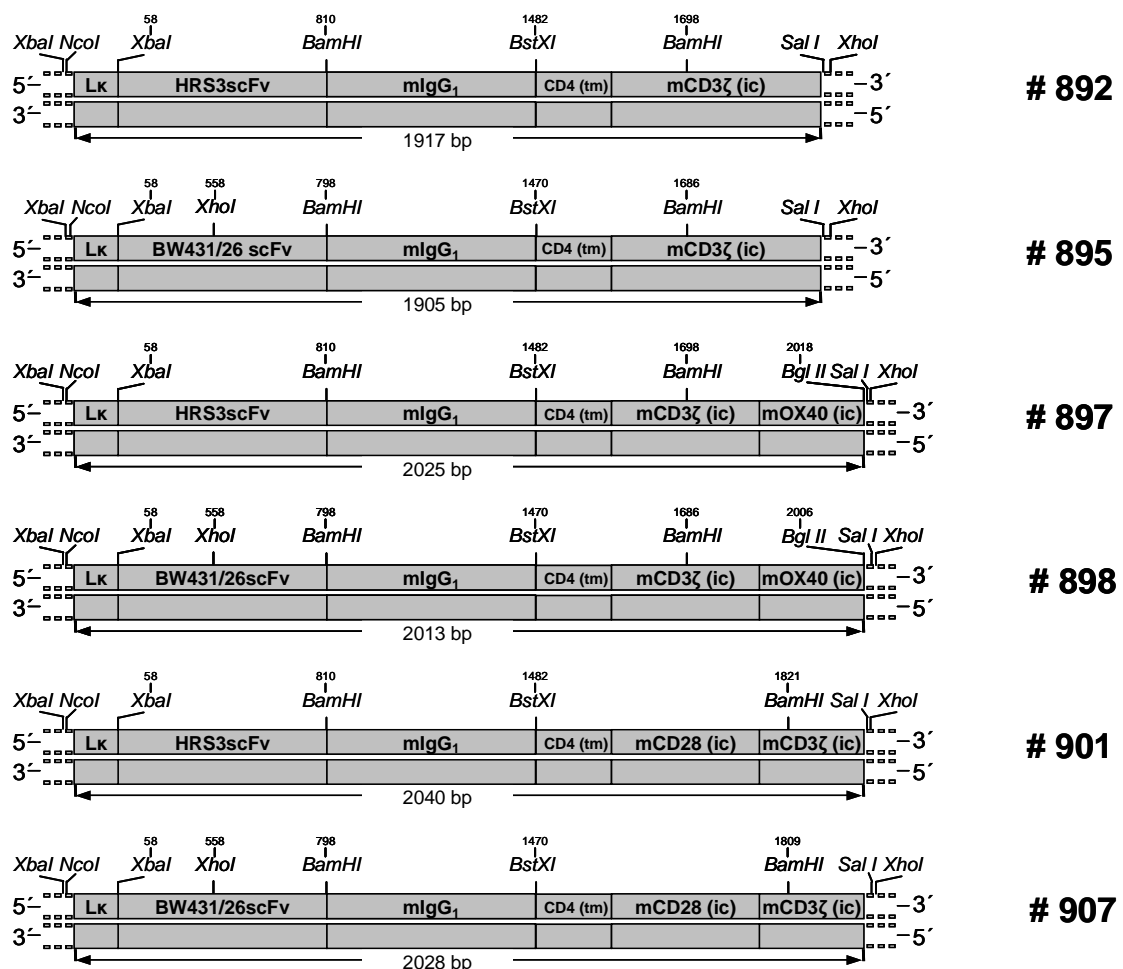 58 810 1482 1698
XbaI NcoI XbaI BamHI BstXI BamHI Sal I XhoI
5´ Lκ HRS3scFv mIgG₁ CD4 (tm) mCD3ζ (ic) 3´ # 892
3´ 5´
1917 bp
58 558 798 1470 1686
XbaI NcoI XbaI XhoI BamHI BstXI BamHI Sal I XhoI
5´ Lκ BW431/26 scFv mIgG₁ CD4 (tm) mCD3ζ (ic) 3´ # 895
3´ 5´
1905 bp
58 810 1482 1698 2018
XbaI NcoI XbaI BamHI BstXI BamHI Bgl II Sal I XhoI
5´ Lκ HRS3scFv mIgG₁ CD4 (tm) mCD3ζ (ic) mOX40 (ic) 3´ # 897
3´ 5´
2025 bp
58 558 798 1470 1686 2006
XbaI NcoI XbaI XhoI BamHI BstXI BamHI Bgl II Sal I XhoI
5´ Lκ BW431/26scFv mIgG₁ CD4 (tm) mCD3ζ (ic) mOX40 (ic) 3´ # 898
3´ 5´
2013 bp
58 810 1482 1821
XbaI NcoI XbaI BamHI BstXI BamHI Sal I XhoI
5´ Lκ HRS3scFv mIgG₁ CD4 (tm) mCD28 (ic) mCD3ζ (ic) 3´ # 901
3´ 5´
2040 bp
58 558 798 1470 1809
XbaI NcoI XbaI XhoI BamHI BstXI BamHI Sal I XhoI
5´ Lκ BW431/26scFv mIgG₁ CD4 (tm) mCD28 (ic) mCD3ζ (ic) 3´ # 907
3´ 5´
2028 bp